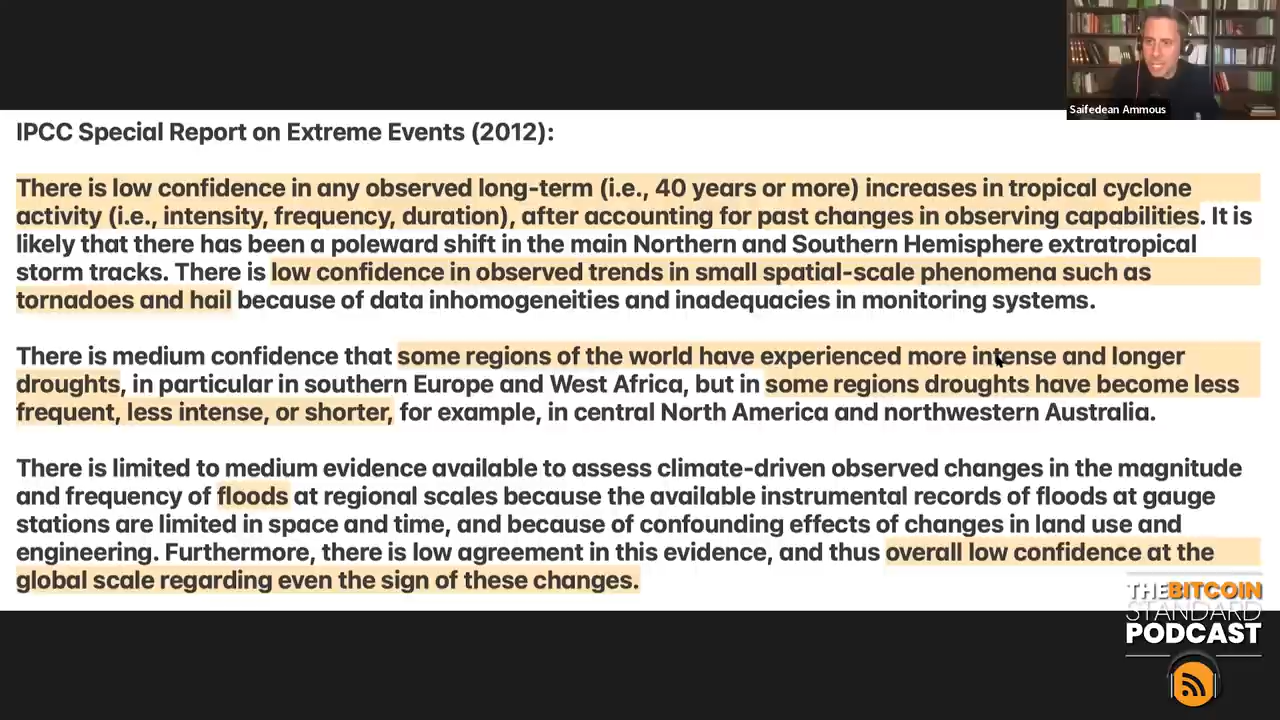 Saifedean Ammous
IPCC Special Report on Extreme Events (2012):
There is low confidence in any observed long-term (i.e., 40 years or more) increases in tropical cyclone
activity (i.e., intensity, frequency, duration), after accounting for past changes in observing capabilities. It is
likely that there has been a poleward shift in the main Northern and Southern Hemisphere extratropical
storm tracks. There is low confidence in observed trends in small spatial-scale phenomena such as
tornadoes and hail because of data inhomogeneities and inadequacies in monitoring systems.
There is medium confidence that some regions of the world have experienced more intense and longer
droughts, in particular in southern Europe and West Africa, but in some regions droughts have become less
frequent, less intense, or shorter, for example, in central North America and northwestern Australia.
There is limited to medium evidence available to assess climate-driven observed changes in the magnitude
and frequency of floods at regional scales because the available instrumental records of floods at gauge
stations are limited in space and time, and because of confounding effects of changes in land use and
engineering. Furthermore, there is low agreement in this evidence, and thus overall low confidence at the
global scale regarding even the sign of these changes.
THEBITCOIN
STANDARD
PODCAST